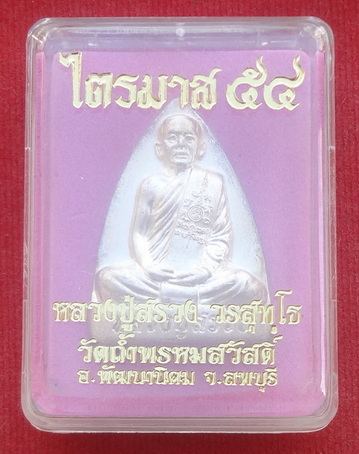 ไตรมาส ๕๔
หลวงปู่สรวง วรสุทฺโธ
วัดถ้ำพรหมสวัสดิ์
อ.พัฒนานิคม จ.ลพบุรี